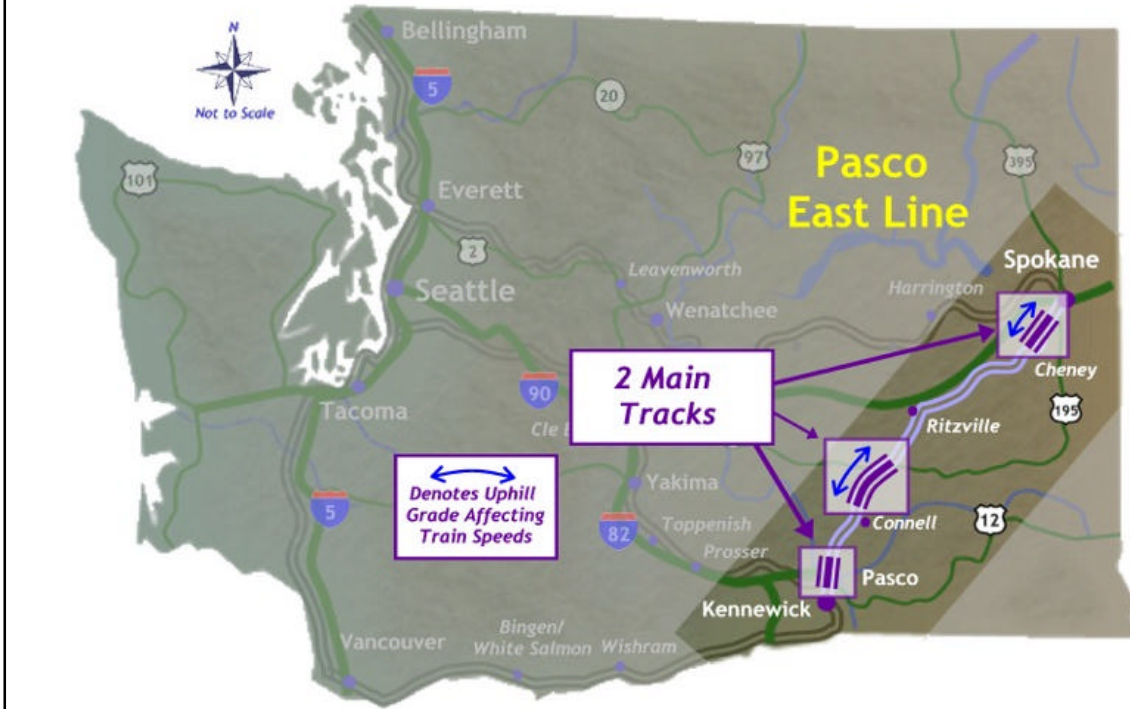 Bellingham
N
5
20
Not to Scale
97
Pasco
East Line
395
101
Everett
2
Leavenworth
Spokane
Seattle
Harrington
Wenatchee
2 Main
Tracks
Cheney
90
Tacoma
195
Ritzville
Cle
Denotes Uphill
Grade Affecting
Train Speeds
Yakima
5
82
Toppenish
Connell
12
Prosser
Pasco
Kennewick
Vancouver
Bingen/
White Salmon
Wishram